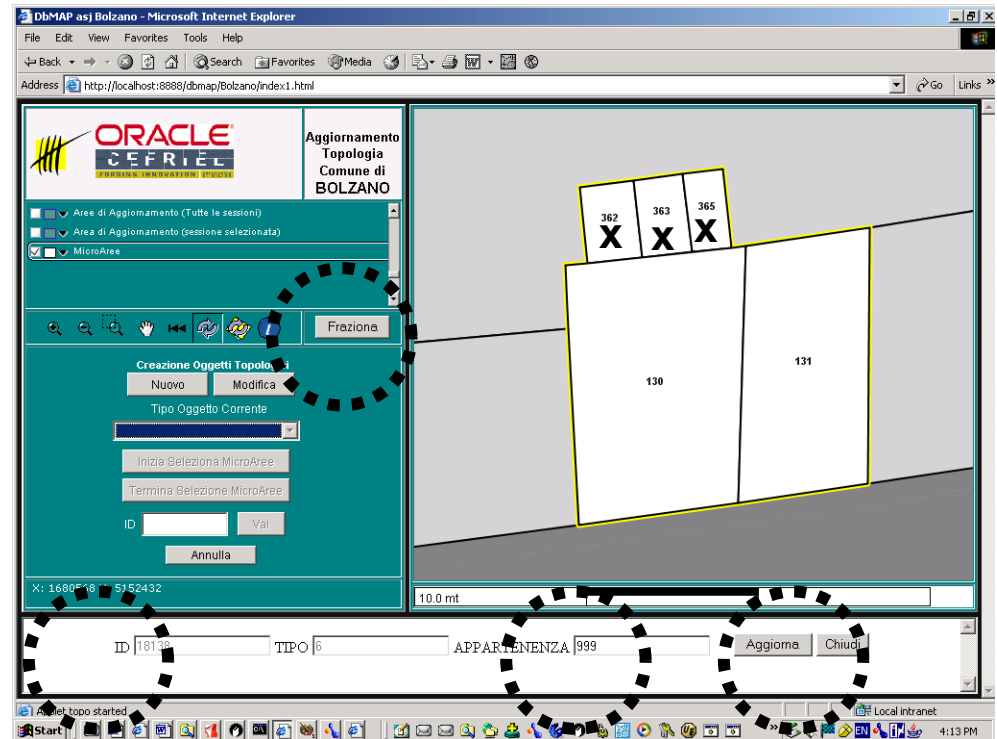 DbMAP asj Bolzano - Microsoft Internet Explorer
File Edit View Favorites Tools Help
Back Search Favorites Media
Address http://localhost:8888/dbmap/Bolzano/index1.html Go Links »
ORACLE
CEFRIEL
FORGING INNOVATION
Aggiornamento
Topologia
Comune di
BOLZANO
Aree di Aggiornamento (Tutte le sessioni)
Area di Aggiornamento (sessione selezionata)
MicroAree
Fraziona
Creazione Oggetti Topologici
Nuovo Modifica
Tipo Oggetto Corrente
Inizia Seleziona MicroAree
Termina Selezione MicroAree
ID Vai
Annulla
X: 1680568 5152432
362 363 365
X X X
130 131
10.0 mt
ID 18138 TIPO 6 APPARTENENZA 999 Aggiorna Chiudi
Applet topo started Local intranet
Start » EN 4:13 PM